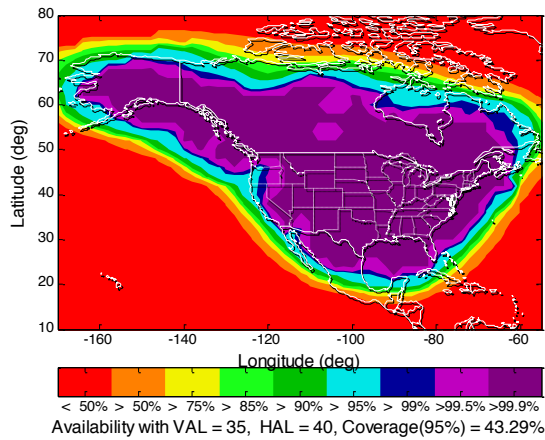 80
70
60
50
40
30
20
10
Latitude (deg)
-160 -140 -120 -100 -80 -60
Longitude (deg)
< 50% > 50% > 75% > 85% > 90% > 95% > 99% >99.5% >99.9%
Availability with VAL = 35, HAL = 40, Coverage(95%) = 43.29%